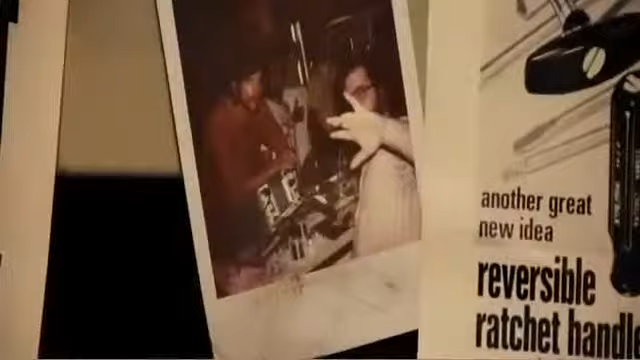 another great
new idea
reversible
ratchet handl